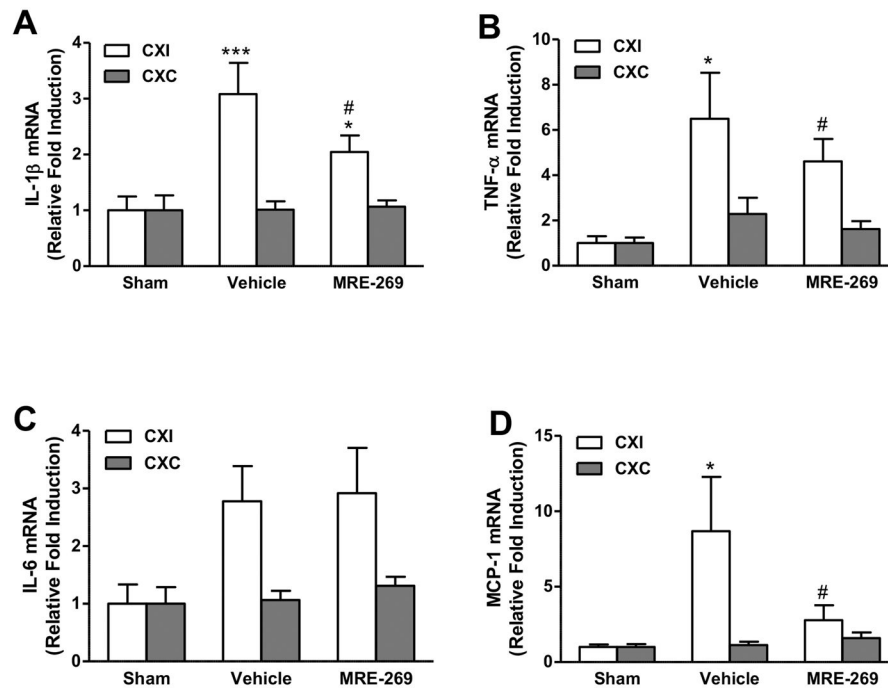 A
IL-1β mRNA
(Relative Fold Induction)
4
3
2
1
0
CXI
CXC
***
#
*
Sham Vehicle MRE-269
B
TNF-α mRNA
(Relative Fold Induction)
10
8
6
4
2
0
CXI
CXC
*
#
Sham Vehicle MRE-269
C
IL-6 mRNA
(Relative Fold Induction)
4
3
2
1
0
CXI
CXC
Sham Vehicle MRE-269
D
MCP-1 mRNA
(Relative Fold Induction)
15
10
5
0
CXI
CXC
*
#
Sham Vehicle MRE-269